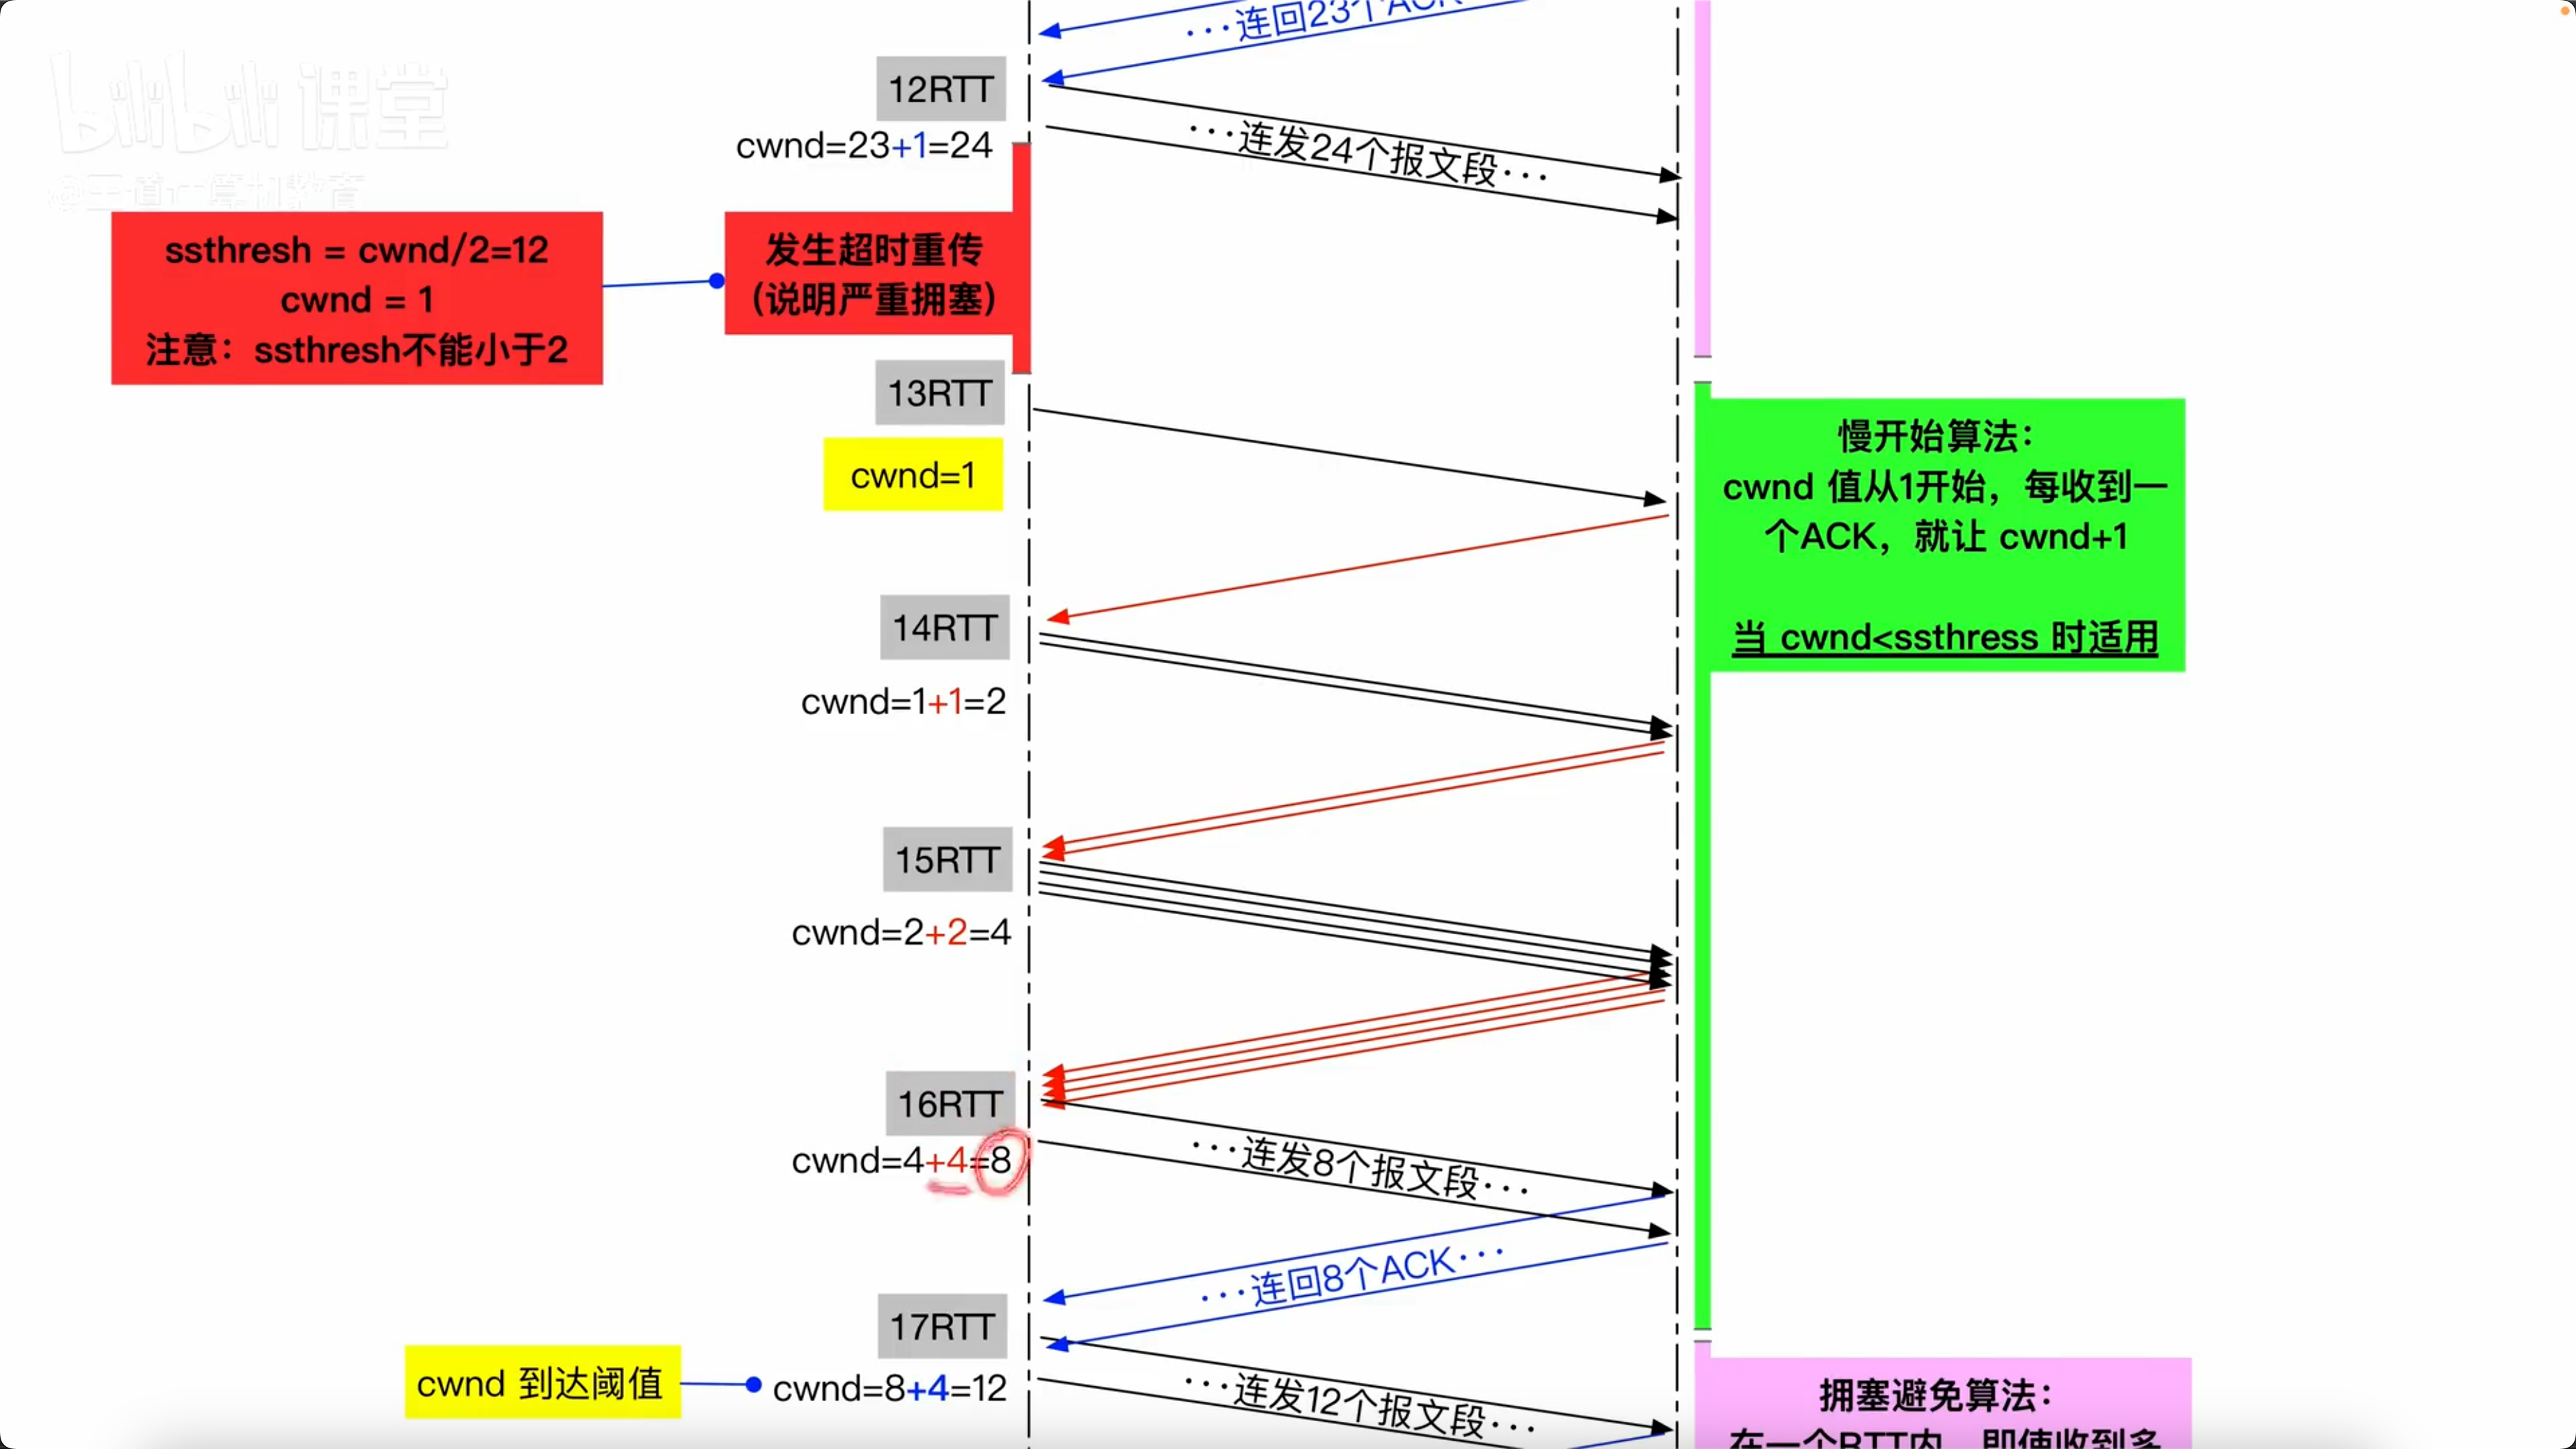 ···连回23个ACK
bilibili 课堂
@王道计算机教育
12RTT
cwnd=23+1=24
···连发24个报文段···
ssthresh = cwnd/2=12
cwnd = 1
注意：ssthresh不能小于2
发生超时重传
(说明严重拥塞)
13RTT
cwnd=1
慢开始算法：
cwnd 值从1开始，每收到一
个ACK，就让 cwnd+1
当 cwnd<ssthress 时适用
14RTT
cwnd=1+1=2
15RTT
cwnd=2+2=4
16RTT
cwnd=4+4=8
···连发8个报文段···
···连回8个ACK···
17RTT
cwnd 到达阈值
cwnd=8+4=12
···连发12个报文段···
拥塞避免算法：
在一个RTT内，即使收到多